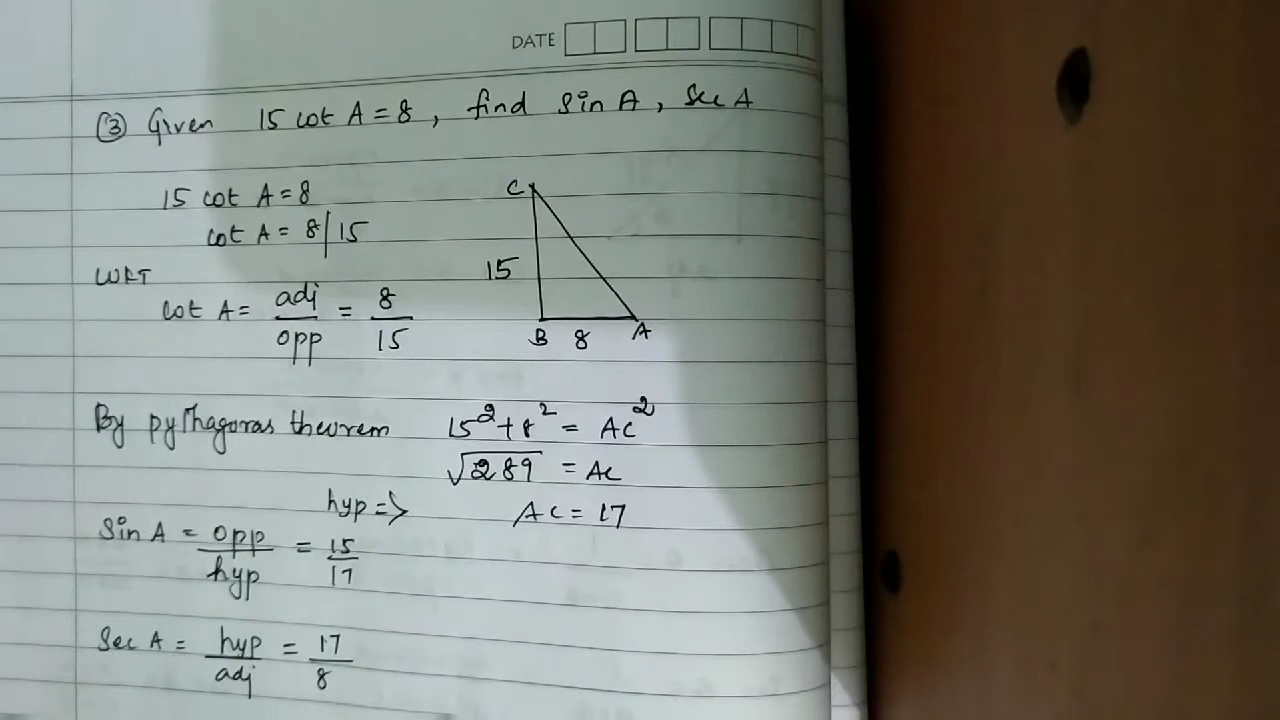 DATE
③ Given 15 cot A = 8, find sin A, sec A
15 cot A = 8
cot A = 8/15
WKT
cot A = adj/opp = 8/15
C
15
B 8 A
By pythagoras theorem 15² + 8² = AC²
√289 = AC
hyp => AC = 17
sin A = opp/hyp = 15/17
Sec A = hyp/adj = 17/8